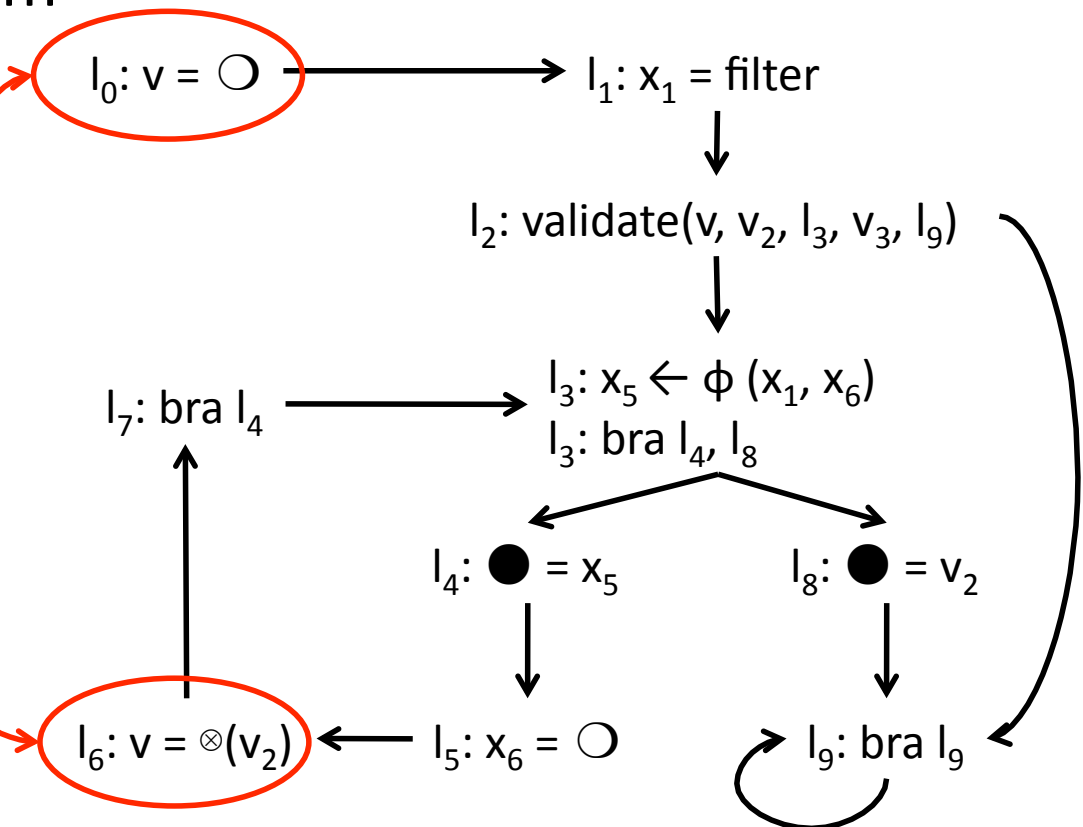 l₀: v = ❍
l₁: x₁ = filter
l₂: validate(v, v₂, l₃, v₃, l₉)
l₃: x₅ ← ϕ (x₁, x₆)
l₃: bra l₄, l₈
l₇: bra l₄
l₄: ● = x₅
l₈: ● = v₂
l₆: v = ⊗(v₂)
l₅: x₆ = ❍
l₉: bra l₉